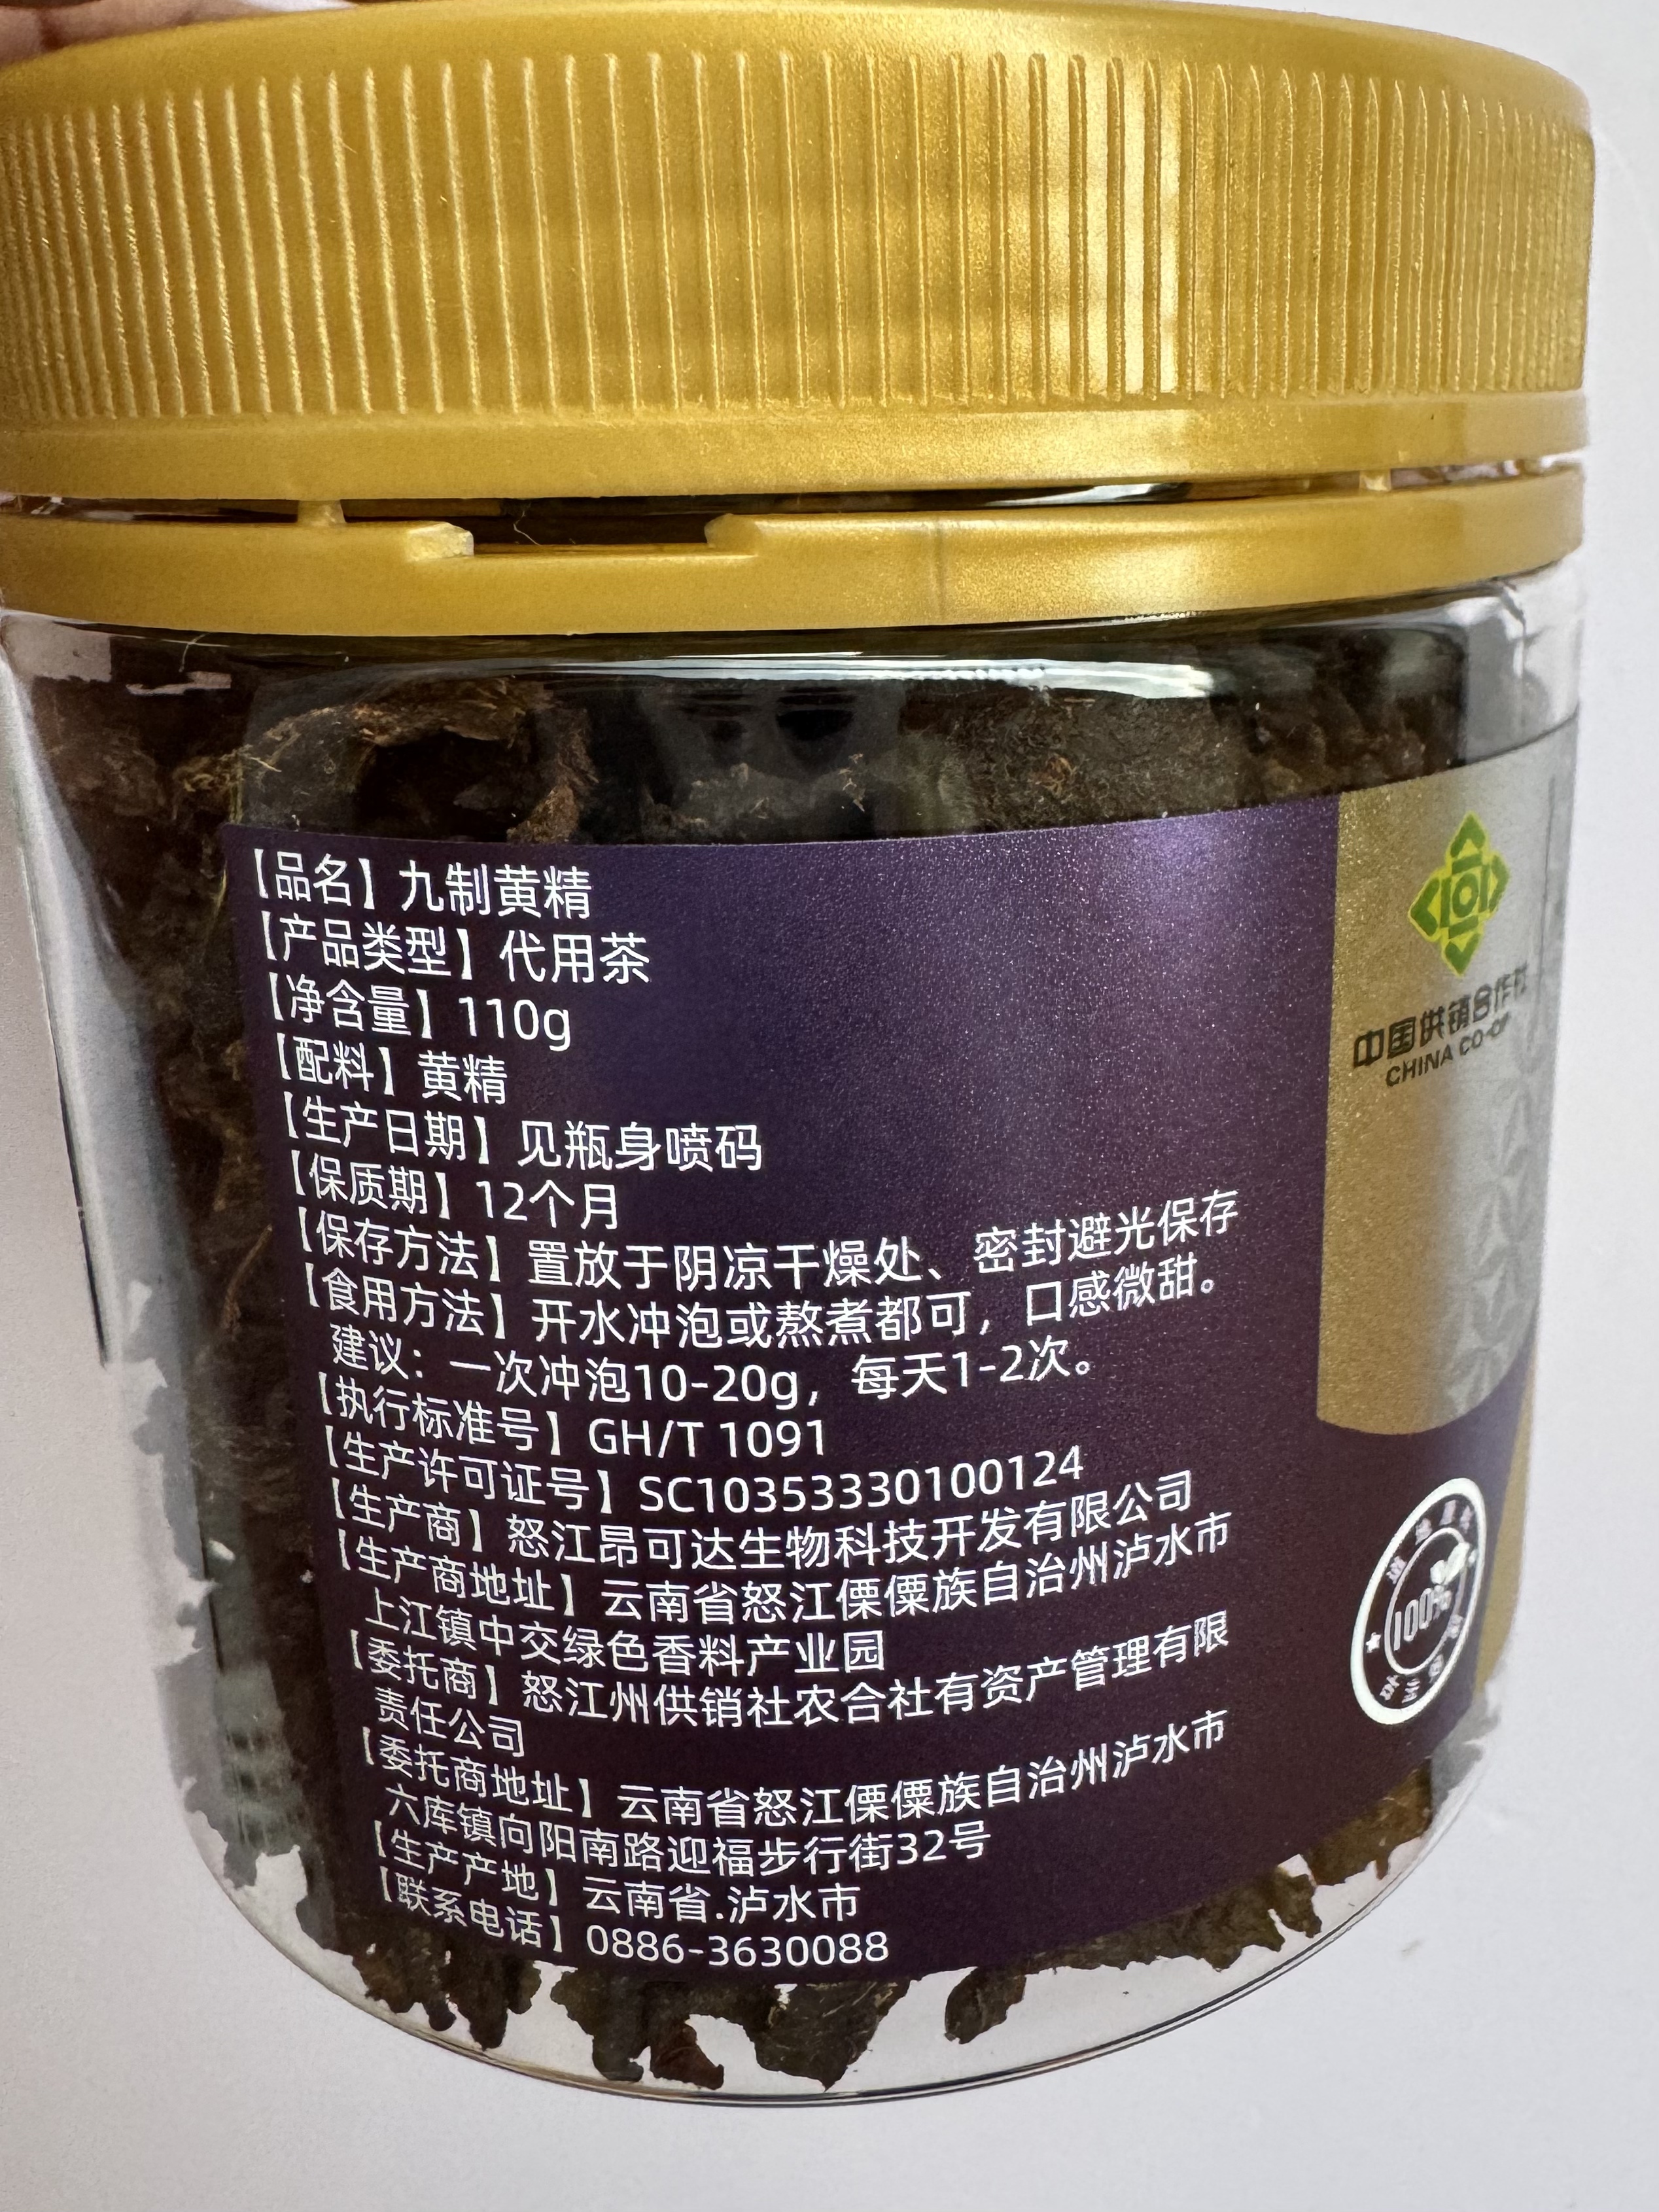 【品名】九制黄精
【产品类型】代用茶
【净含量】110g
【配料】黄精
【生产日期】见瓶身喷码
【保质期】12个月
【保存方法】置放于阴凉干燥处、密封避光保存
【食用方法】开水冲泡或熬煮都可，口感微甜。
建议：一次冲泡10-20g，每天1-2次。
【执行标准号】GH/T 1091
【生产许可证号】SC10353330100124
【生产商】怒江昂可达生物科技开发有限公司
【生产商地址】云南省怒江傈僳族自治州泸水市
上江镇中交绿色香料产业园
【委托商】怒江州供销社农合社有资产管理有限
责任公司
【委托商地址】云南省怒江傈僳族自治州泸水市
六库镇向阳南路迎福步行街32号
【生产产地】云南省.泸水市
【联系电话】0886-3630088
中国供销合作社
CHINA CO-OP
100%